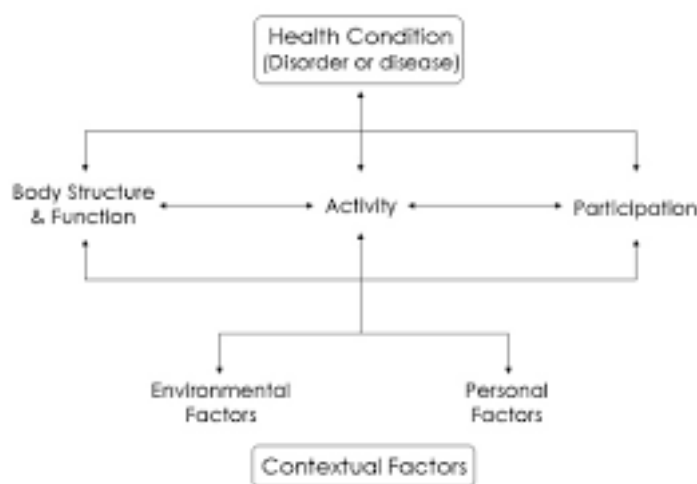 Health Condition
(Disorder or disease)
Body Structure
& Function
Activity
Participation
Environmental
Factors
Personal
Factors
Contextual Factors